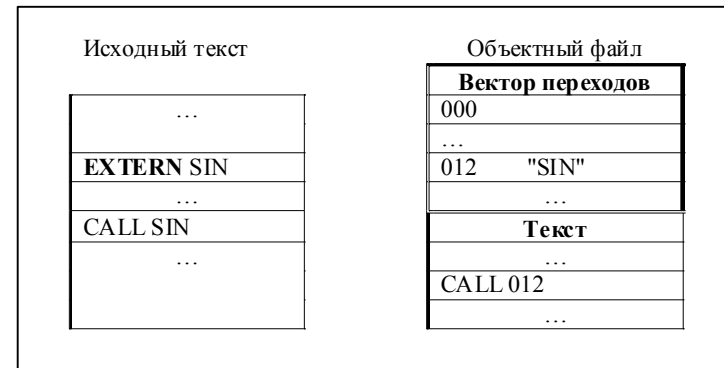 Исходный текст
…
EXTERN SIN
…
CALL SIN
…
Объектный файл
Вектор переходов
000
…
012 "SIN"
…
Текст
…
CALL 012
…